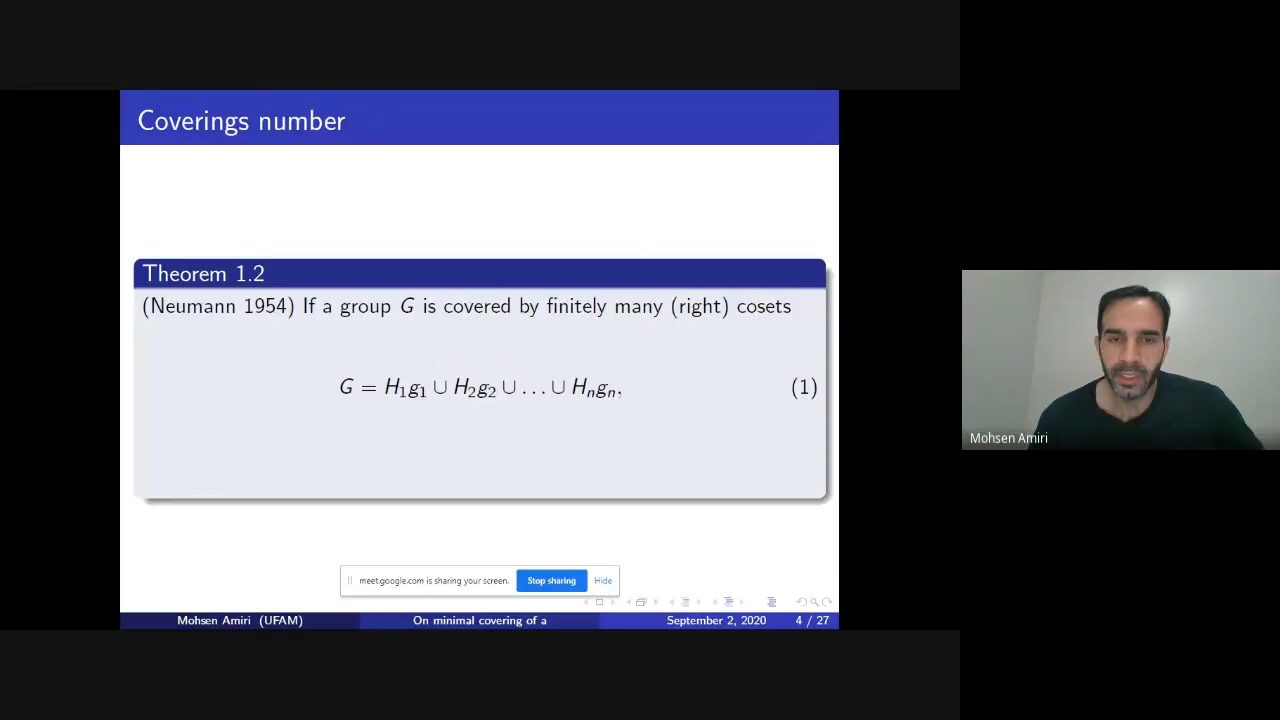 Coverings number
Theorem 1.2
(Neumann 1954) If a group G is covered by finitely many (right) cosets
G = H₁g₁ ∪ H₂g₂ ∪ … ∪ Hₙgₙ, (1)
meet.google.com is sharing your screen. Stop sharing Hide
Mohsen Amiri (UFAM) On minimal covering of a September 2, 2020 4 / 27
Mohsen Amiri